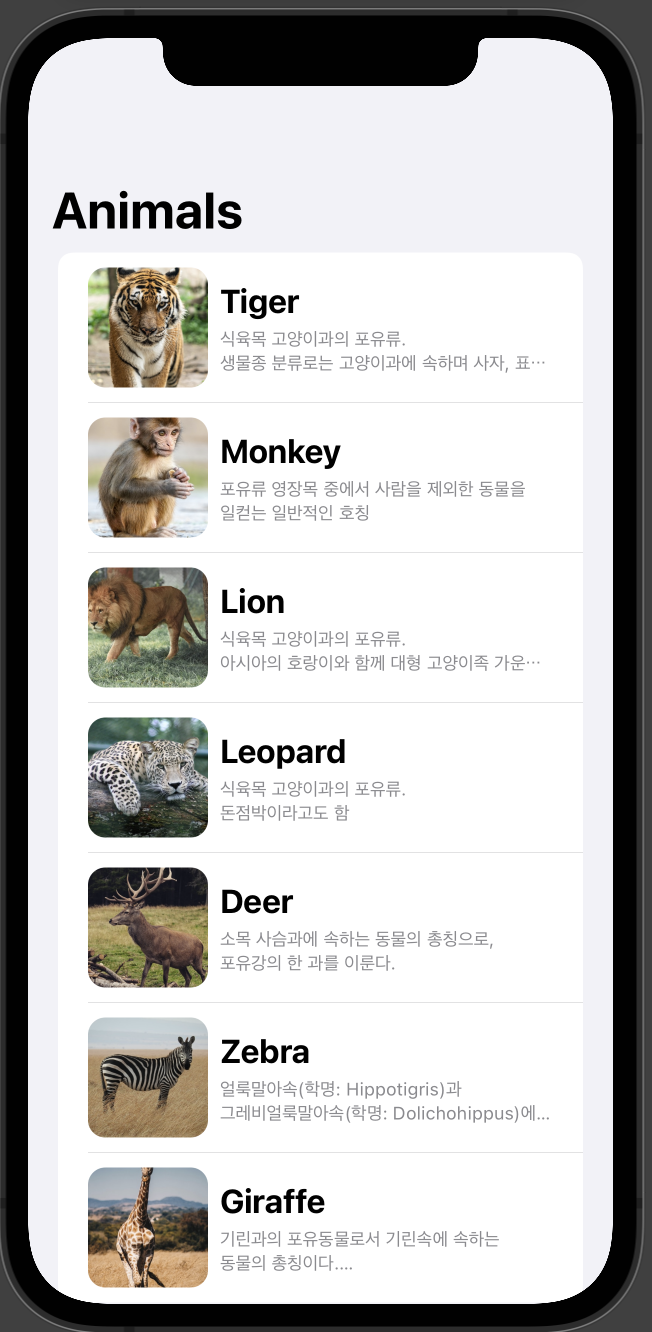 Animals
Tiger
식육목 고양이과의 포유류.
생물종 분류로는 고양이과에 속하며 사자, 표…
Monkey
포유류 영장목 중에서 사람을 제외한 동물을
일컫는 일반적인 호칭
Lion
식육목 고양이과의 포유류.
아시아의 호랑이와 함께 대형 고양이족 가운…
Leopard
식육목 고양이과의 포유류.
돈점박이라고도 함
Deer
소목 사슴과에 속하는 동물의 총칭으로,
포유강의 한 과를 이룬다.
Zebra
얼룩말아속(학명: Hippotigris)과
그레비얼룩말아속(학명: Dolichohippus)에…
Giraffe
기린과의 포유동물로서 기린속에 속하는
동물의 총칭이다....